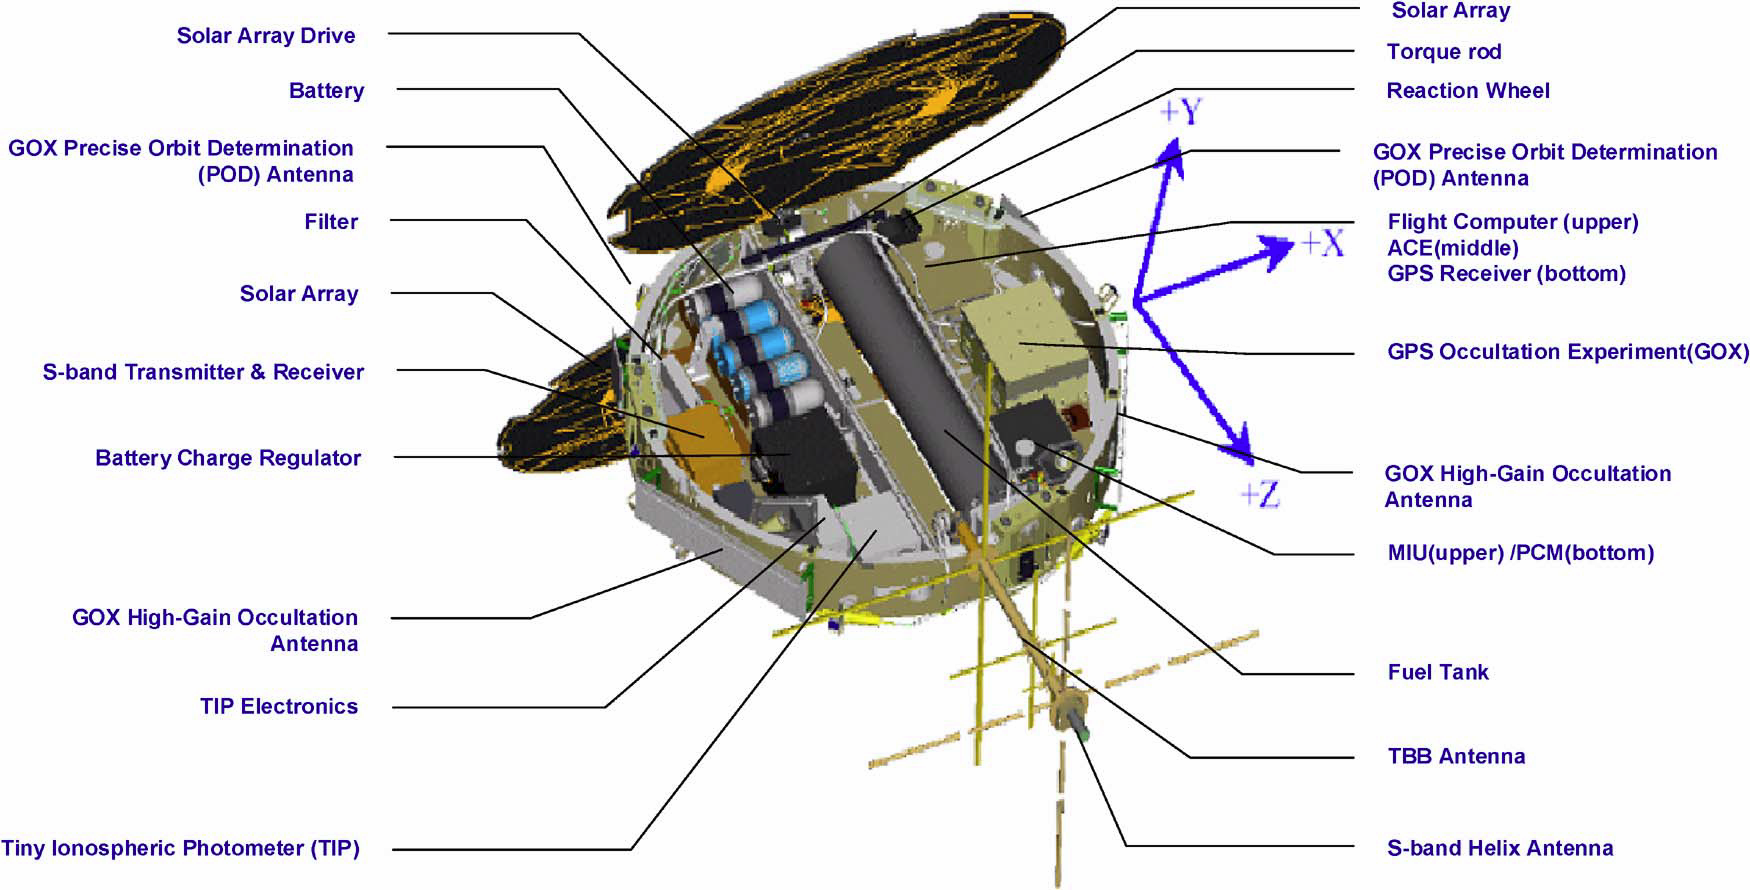 Solar Array Drive
Battery
GOX Precise Orbit Determination
(POD) Antenna
Filter
Solar Array
S-band Transmitter & Receiver
Battery Charge Regulator
GOX High-Gain Occultation
Antenna
TIP Electronics
Tiny Ionospheric Photometer (TIP)
Solar Array
Torque rod
Reaction Wheel
+Y
GOX Precise Orbit Determination
(POD) Antenna
Flight Computer (upper)
ACE(middle)
GPS Receiver (bottom)
+X
GPS Occultation Experiment(GOX)
GOX High-Gain Occultation
Antenna
+Z
MIU(upper) /PCM(bottom)
Fuel Tank
TBB Antenna
S-band Helix Antenna